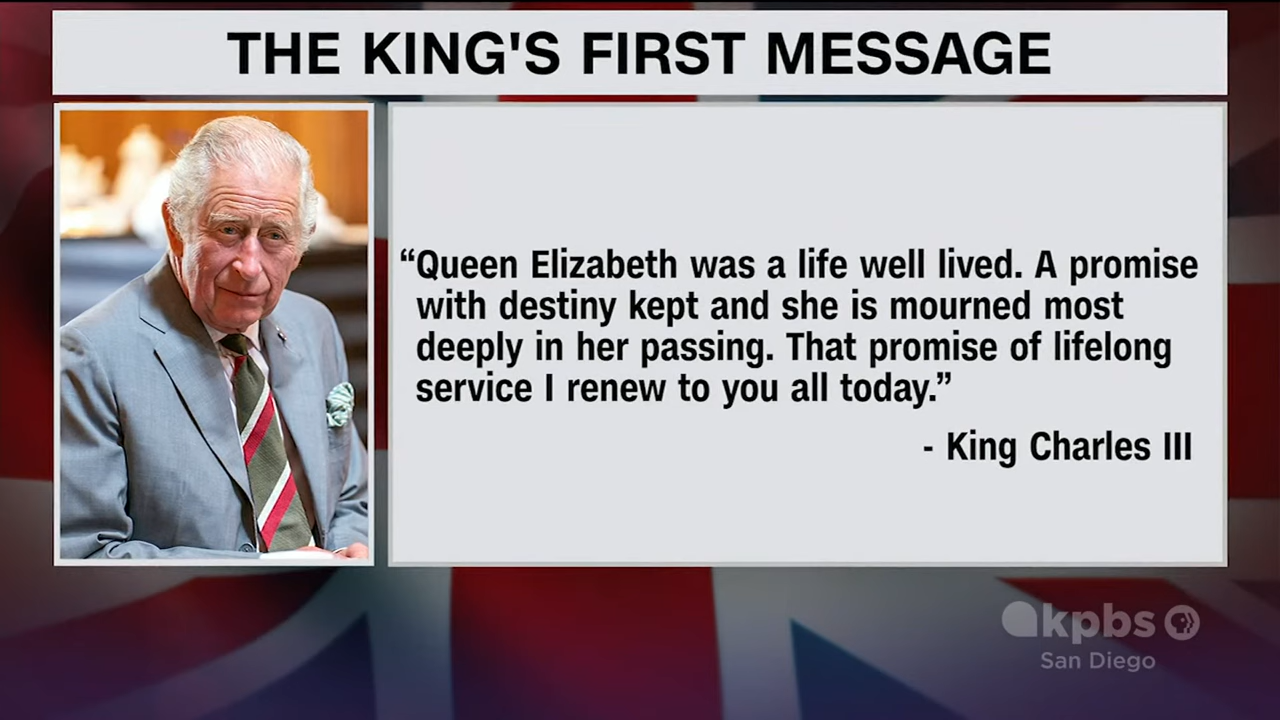 THE KING'S FIRST MESSAGE
“Queen Elizabeth was a life well lived. A promise
with destiny kept and she is mourned most
deeply in her passing. That promise of lifelong
service I renew to you all today.”
- King Charles III
kpbs
San Diego